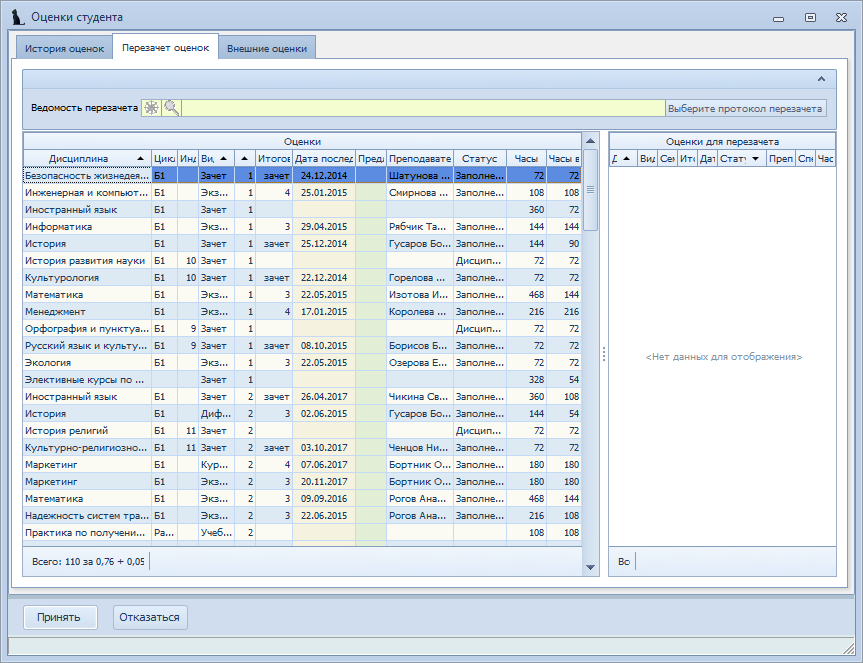 Оценки студента
История оценок Перезачет оценок Внешние оценки
Ведомость перезачета Выберите протокол перезачета
Оценки
Дисциплина Цикл Инд Ви, Итогов Дата послед Предл Преподавате Статус Часы Часы в
Безопасность жизнедея... Б1 Зачет 1 зачет 24.12.2014 Шатунова ... Заполне... 72 72
Инженерная и компьют... Б1 Экз... 1 4 25.01.2015 Смирнова ... Заполне... 108 108
Иностранный язык Б1 Зачет 1 360 72
Информатика Б1 Экз... 1 3 29.04.2015 Рябчик Та... Заполне... 144 144
История Б1 Зачет 1 зачет 25.12.2014 Гусаров Бо... Заполне... 144 90
История развития науки Б1 10 Зачет 1 Дисцип... 72 72
Культурология Б1 10 Зачет 1 зачет 22.12.2014 Горелова ... Заполне... 72 72
Математика Б1 Экз... 1 3 22.05.2015 Изотова И... Заполне... 468 144
Менеджмент Б1 Экз... 1 4 17.01.2015 Королева ... Заполне... 216 216
Орфография и пунктуа... Б1 9 Зачет 1 Дисцип... 72 72
Русский язык и культу... Б1 9 Зачет 1 зачет 08.10.2015 Борисов Б... Заполне... 72 72
Экология Б1 Экз... 1 3 22.05.2015 Озерова Е... Заполне... 72 72
Элективные курсы по ... Зачет 1 328 54
Иностранный язык Б1 Зачет 2 зачет 26.04.2017 Чикина Св... Заполне... 360 108
История Б1 Диф... 2 3 02.06.2015 Гусаров Бо... Заполне... 144 54
История религий Б1 11 Зачет 2 Дисцип... 72 72
Культурно-религиозно... Б1 11 Зачет 2 зачет 03.10.2017 Ченцов Ни... Заполне... 72 72
Маркетинг Б1 Кур... 2 4 07.06.2017 Бортник О... Заполне... 180 180
Маркетинг Б1 Экз... 2 3 20.11.2017 Бортник О... Заполне... 180 180
Математика Б1 Экз... 2 3 09.09.2016 Рогов Ана... Заполне... 468 144
Надежность систем тра... Б1 Экз... 2 3 22.06.2015 Рогов Ана... Заполне... 216 108
Практика по получени... Ра... Учеб... 2 108 108
Всего: 110 за 0,76 + 0,05
Оценки для перезачета
Вид Сем Ито Дат Стату Преп Спе Час
<Нет данных для отображения>
Вс
Принять Отказаться